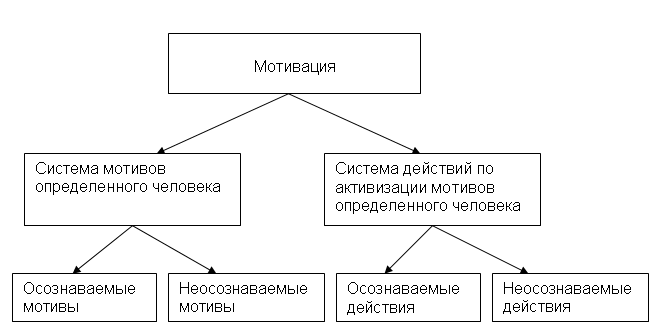 Мотивация
Система мотивов
определенного человека
Система действий по
активизации мотивов
определенного человека
Осознаваемые
мотивы
Неосознаваемые
мотивы
Осознаваемые
действия
Неосознаваемые
действия